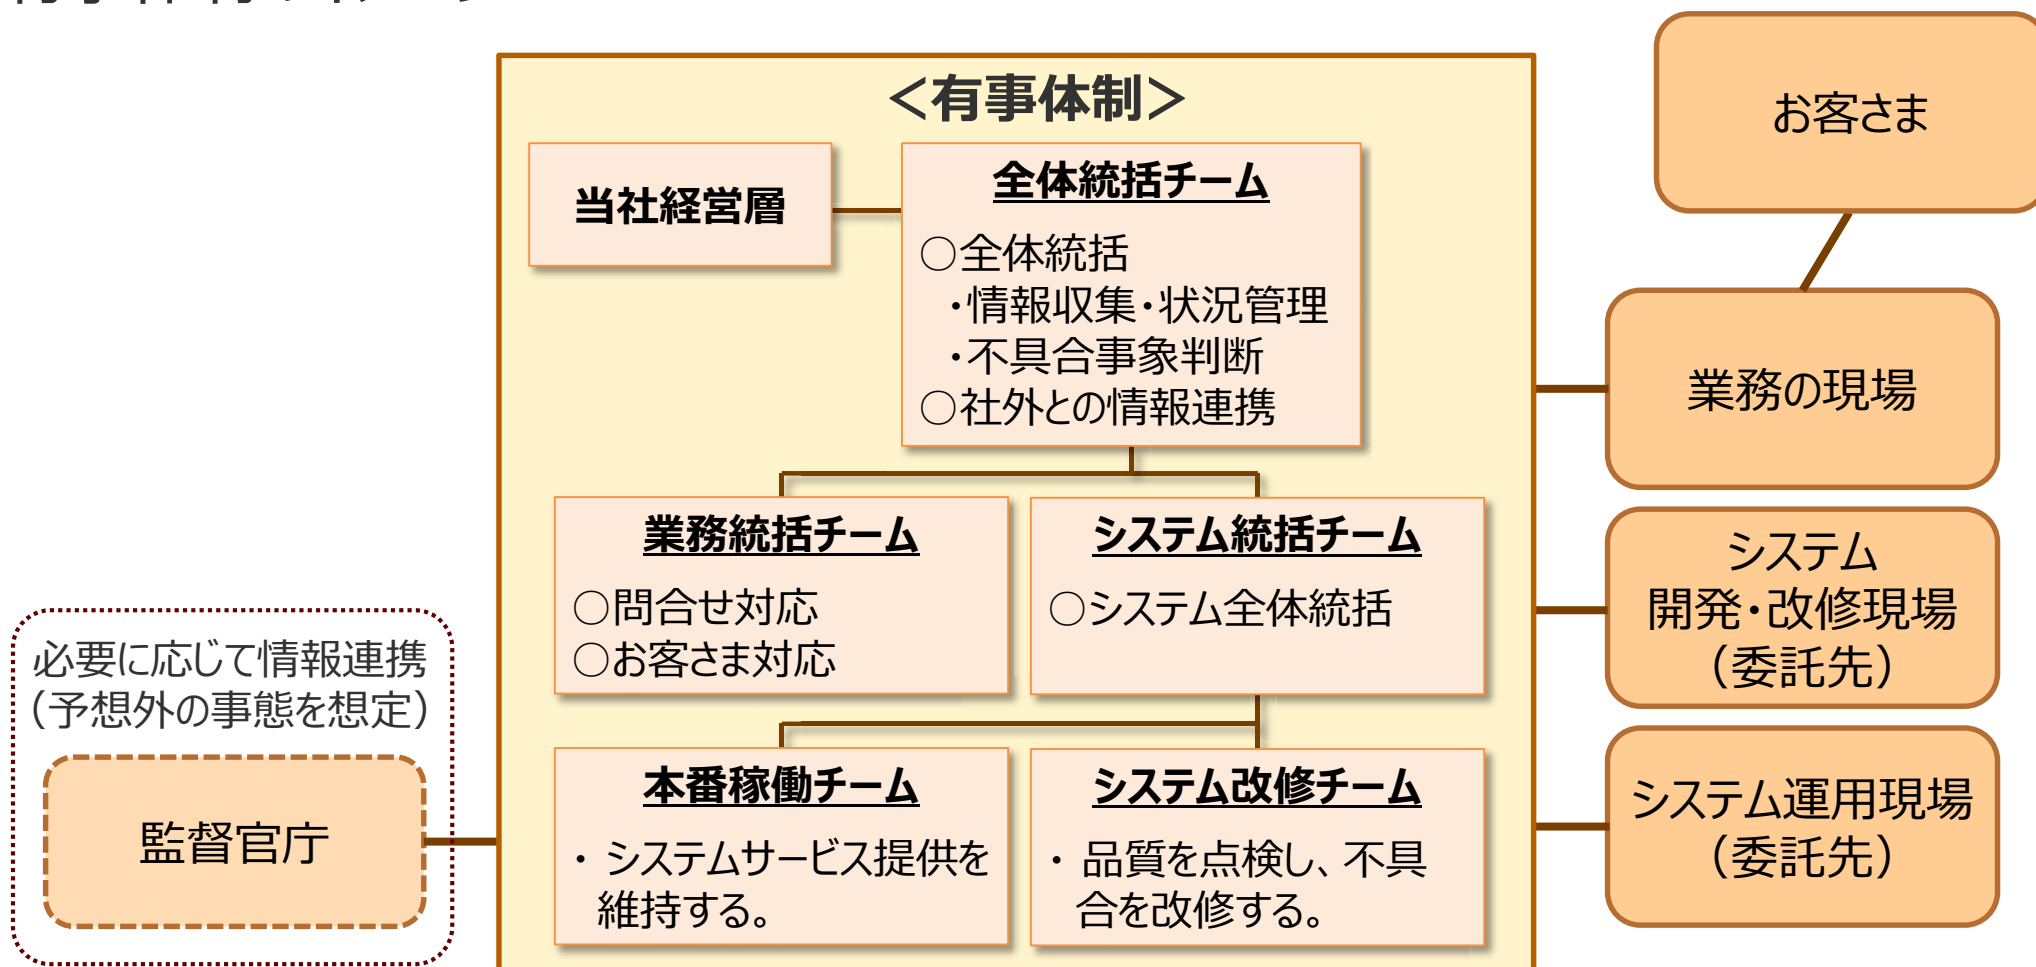 ＜有事体制＞
お客さま
当社経営層
全体統括チーム
○全体統括
・情報収集・状況管理
・不具合事象判断
○社外との情報連携
業務の現場
業務統括チーム
○問合せ対応
○お客さま対応
システム統括チーム
○システム全体統括
システム
開発・改修現場
（委託先）
必要に応じて情報連携
（予想外の事態を想定）
監督官庁
本番稼働チーム
・ システムサービス提供を
維持する。
システム改修チーム
・ 品質を点検し、不具
合を改修する。
システム運用現場
（委託先）